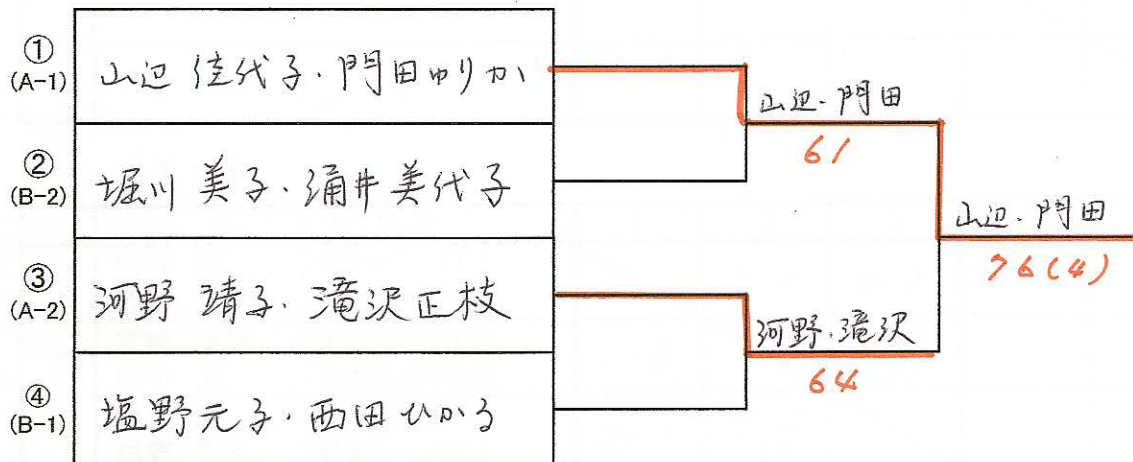 ①
(A-1)
山辺 佳代子・門田ゆりか
②
(B-2)
堀川 美子・涌井美代子
③
(A-2)
河野 靖子・滝沢正枝
④
(B-1)
塩野元子・西田ひかる
山辺・門田
61
河野・滝沢
64
山辺・門田
76(4)